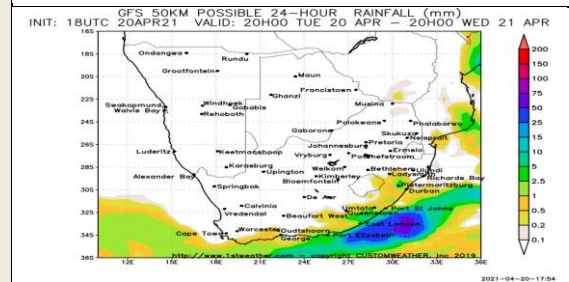 GFS 50KM POSSIBLE 24-HOUR RAINFALL (mm)
INIT: 18UTC 20APR21 VALID: 20H00 TUE 20 APR - 20H00 WED 21 APR
16S
18S
20S
22S
24S
26S
28S
30S
32S
34S
36S
Ondangwa
Rundu
Grootfontein
Maun
Francistown
Ghanzi
Musina
Swakopmund
Windhoek
Gobabis
Walvis Bay
Rehoboth
Polokwane
Phalaborwa
Gaborone
Skukuza
Nelspruit
Pretoria
Johannesburg
Ermelo
Luderitz
Keetmanshoop
Vryburg
Potchefstroom
Karasburg
Welkom
Bethlehem
Ulundi
Alexander Bay
Upington
Kimberley
Ladysmith
Richards Bay
Bloemfontein
Springbok
Pietermaritzburg
Durban
De Aar
Calvinia
Umtata
Port St Johns
Vredendal
Beaufort West
Queenstown
East London
Cape Town
Worcester
Oudtshoorn
George
Port Elizabeth
http://www.1stweather.com - copyright CUSTOMWEATHER, inc 2019
12E 15E 18E 21E 24E 27E 30E 33E 36E
200
150
100
75
50
25
15
10
5
2.5
1
0.5
0.2
0.1
2021-04-20-17:54